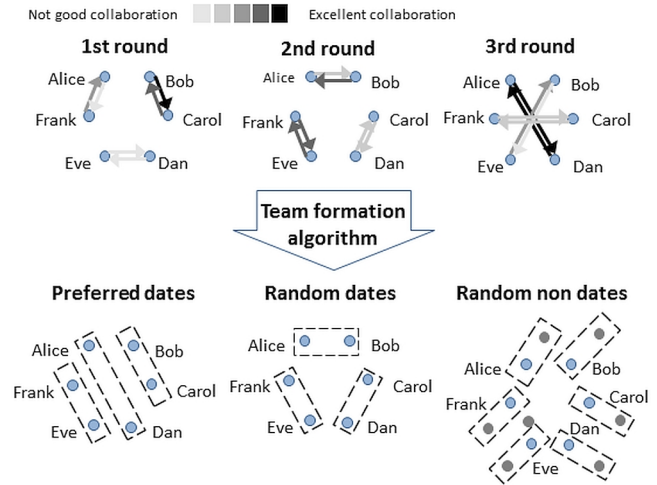 Not good collaboration Excellent collaboration
1st round 2nd round 3rd round
Alice Bob Alice Bob Alice Bob
Frank Carol Frank Carol Frank Carol
Eve Dan Eve Dan Eve Dan
Team formation
algorithm
Preferred dates Random dates Random non dates
Alice Bob Alice Bob Alice Bob
Frank Carol Frank Carol Frank Carol
Eve Dan Eve Dan Dan
Eve